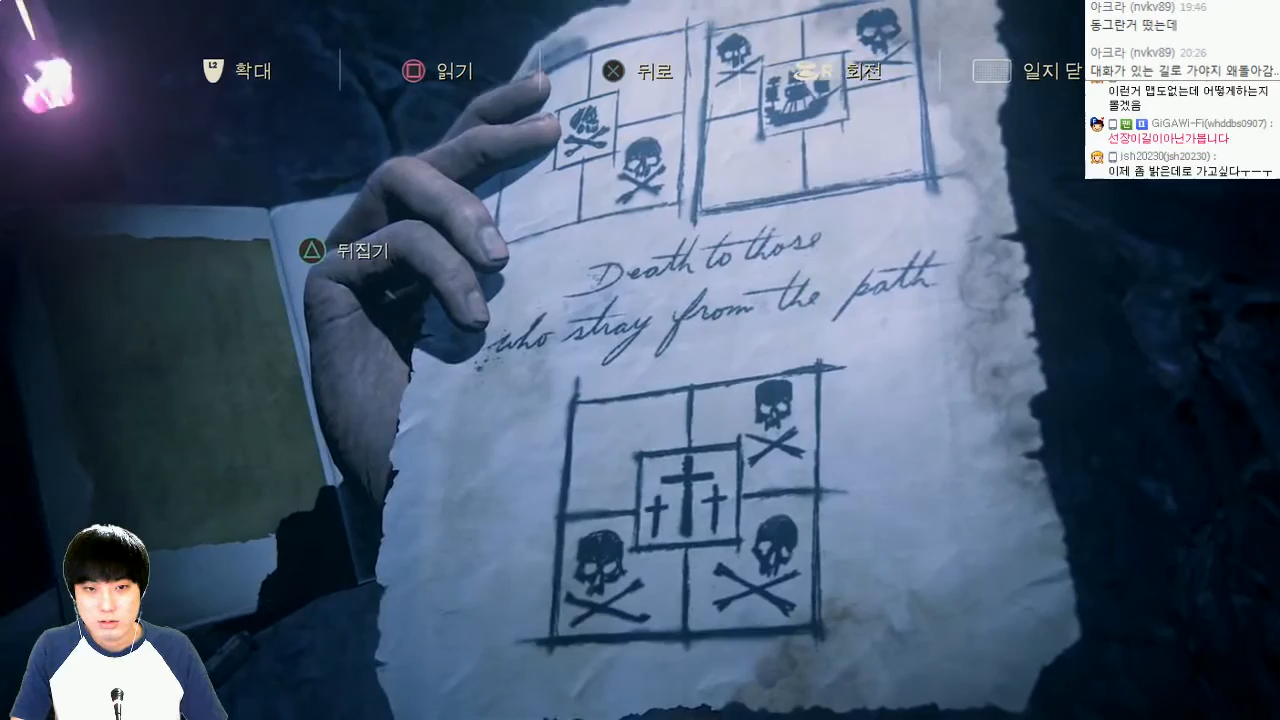 L2 확대
읽기
뒤로
R 회전
일지 닫
뒤집기
Death to those
who stray from the path
아크라 (nvkv89) 19:46
동그란거 떴는데
아크라 (nvkv89) 20:26
대화가 있는 길로 가야지 왜돌아감...
이런거 맵도없는데 어떻게하는지
몰겠음
팬 GiGAWi-Fi(whddbs0907) :
선장이길이아닌가봅니다
jsh20230(jsh20230) :
이제 좀 밝은데로 가고싶다ㅜㅡㅜ